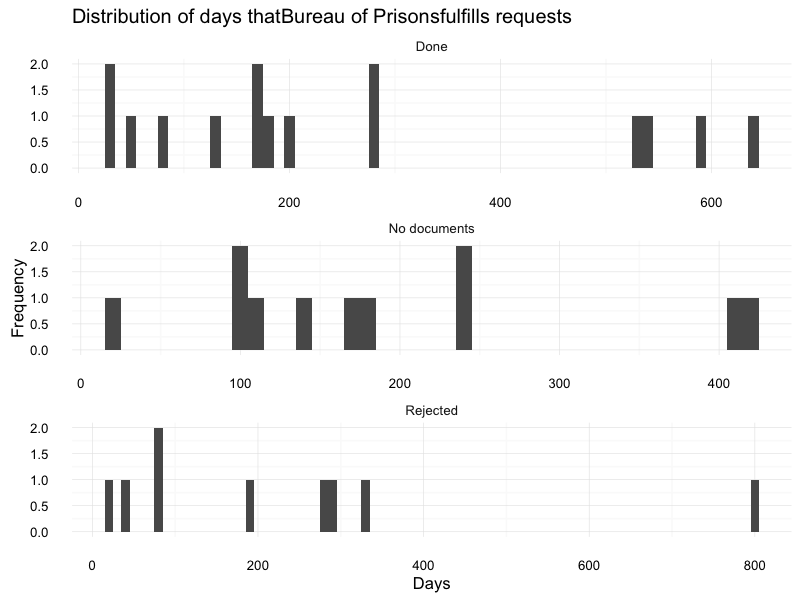 Distribution of days thatBureau of Prisonsfulfills requests
Done
2.0
1.5
1.0
0.5
0.0
0 200 400 600
No documents
2.0
1.5
1.0
0.5
0.0
0 100 200 300 400
Frequency
Rejected
2.0
1.5
1.0
0.5
0.0
0 200 400 600 800
Days